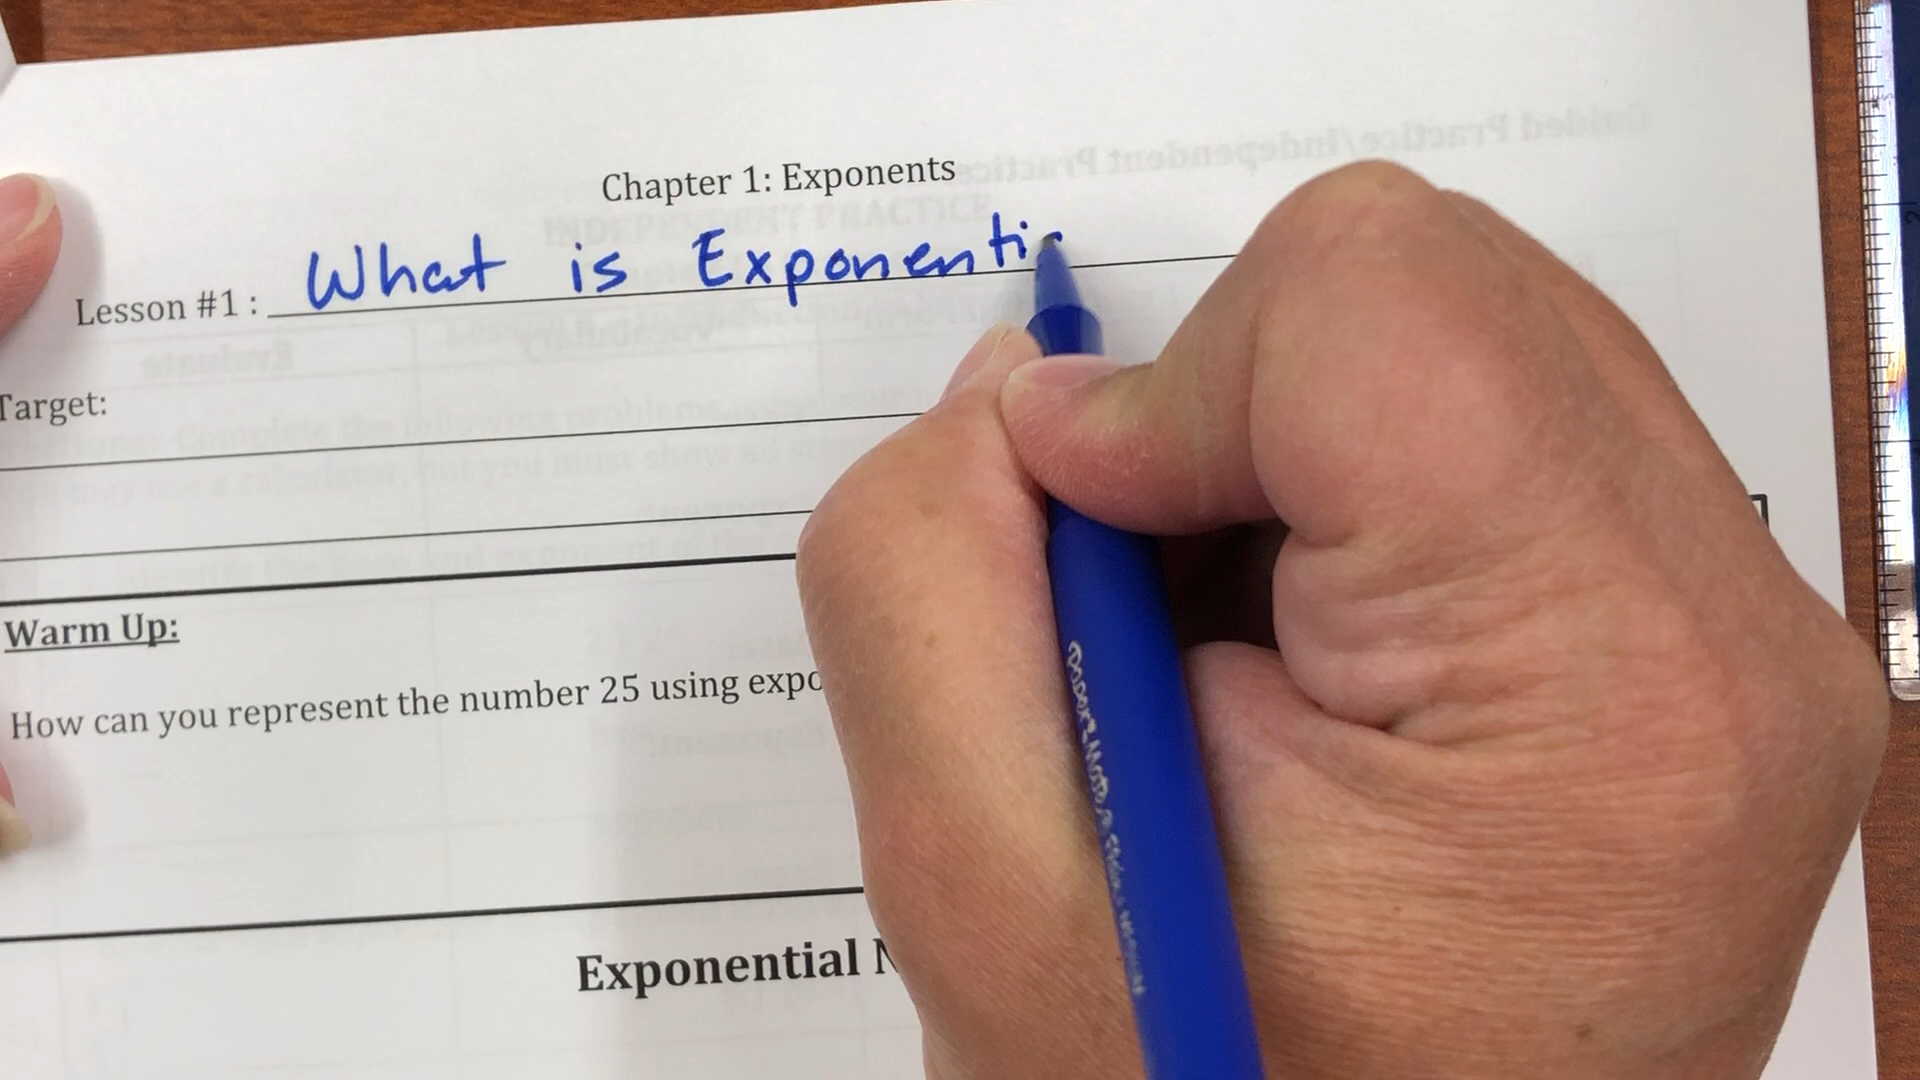 Chapter 1: Exponents
Lesson #1 : What is Exponenti
Target:
Warm Up:
How can you represent the number 25 using expo
Exponential N